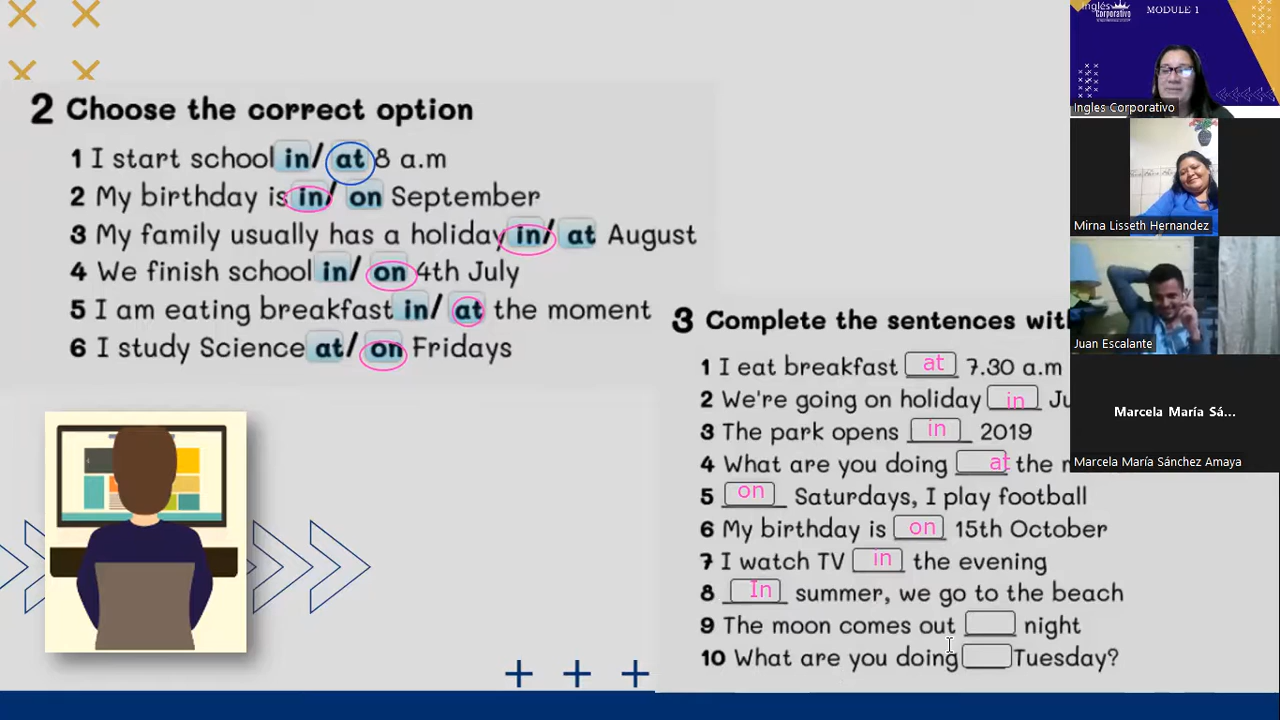 2 Choose the correct option
1 I start school in/ at 8 a.m
2 My birthday is in/ on September
3 My family usually has a holiday in/ at August
4 We finish school in/ on 4th July
5 I am eating breakfast in/ at the moment
6 I study Science at/ on Fridays
3 Complete the sentences wit
1 I eat breakfast at 7.30 a.m
2 We're going on holiday in Ju
3 The park opens in 2019
4 What are you doing at the
5 on Saturdays, I play football
6 My birthday is on 15th October
7 I watch TV in the evening
8 In summer, we go to the beach
9 The moon comes out night
10 What are you doing Tuesday?
Inglés
Corporativo
MODULE 1
Ingles Corporativo
Mirna Lisseth Hernandez
Juan Escalante
Marcela María Sá...
Marcela María Sánchez Amaya